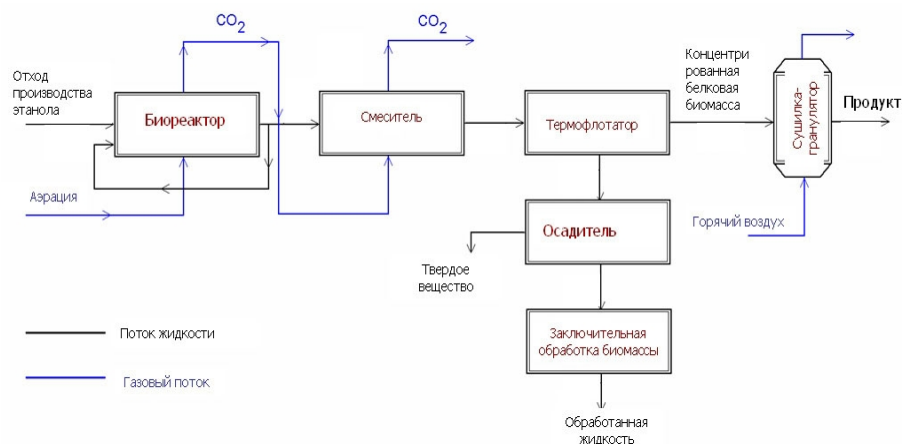 CO2
CO2
Отход
производства
этанола
Биореактор
Смеситель
Термофлотатор
Концентри
рованная
белковая
биомасса
Сушилка-
гранулятор
Продукт
Аэрация
Осадитель
Горячий воздух
Твердое
вещество
Поток жидкости
Заключительная
обработка биомассы
Газовый поток
Обработанная
жидкость